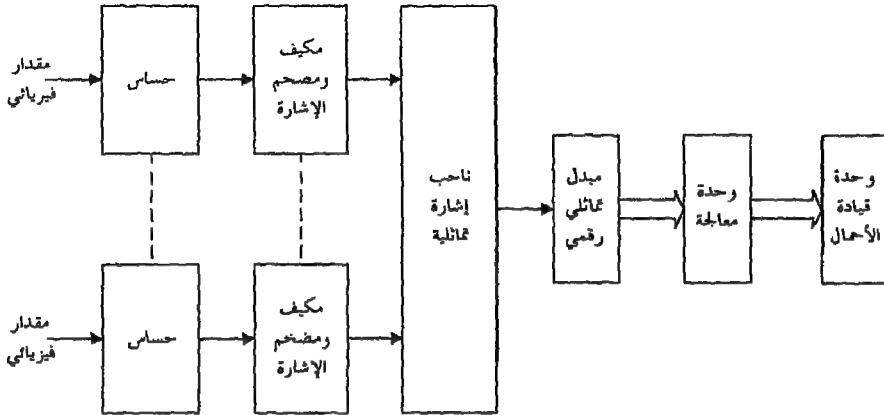 مقدار
فيزيائي
حساس
مكيف
ومضخم
الإشارة
ناخب
إشارة
تماثلية
مبدل
تماثلي
رقمي
وحدة
معالجة
وحدة
قيادة
الأحمال
مقدار
فيزيائي
حساس
مكيف
ومضخم
الإشارة